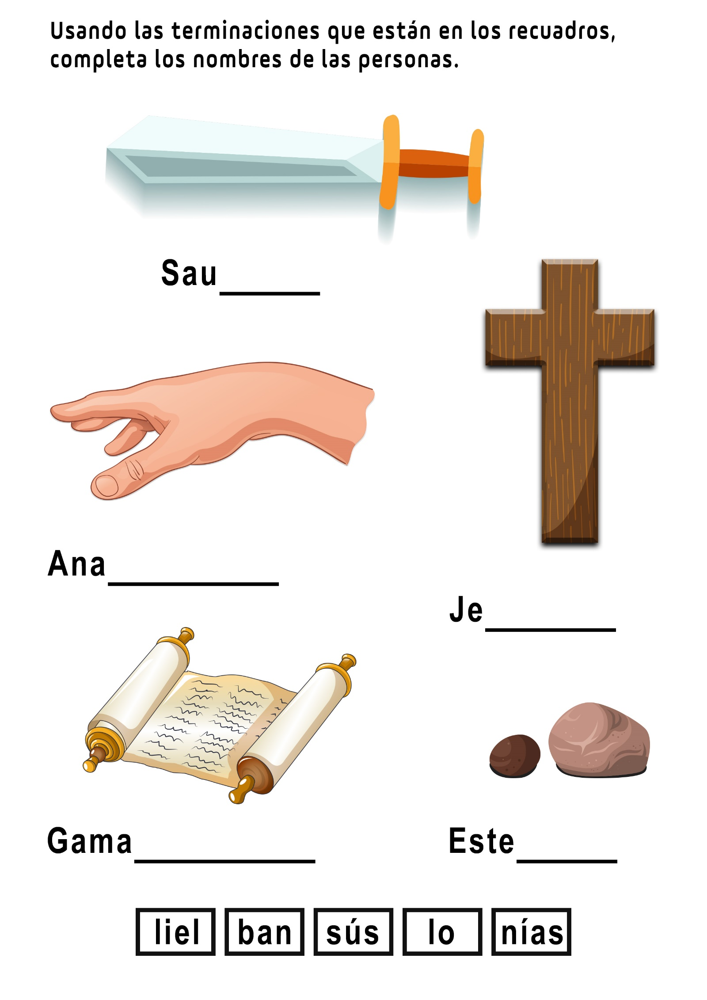 Usando las terminaciones que están en los recuadros,
completa los nombres de las personas.
Sau______
Ana__________
Je________
Gama__________
Este______
liel ban sús lo nías